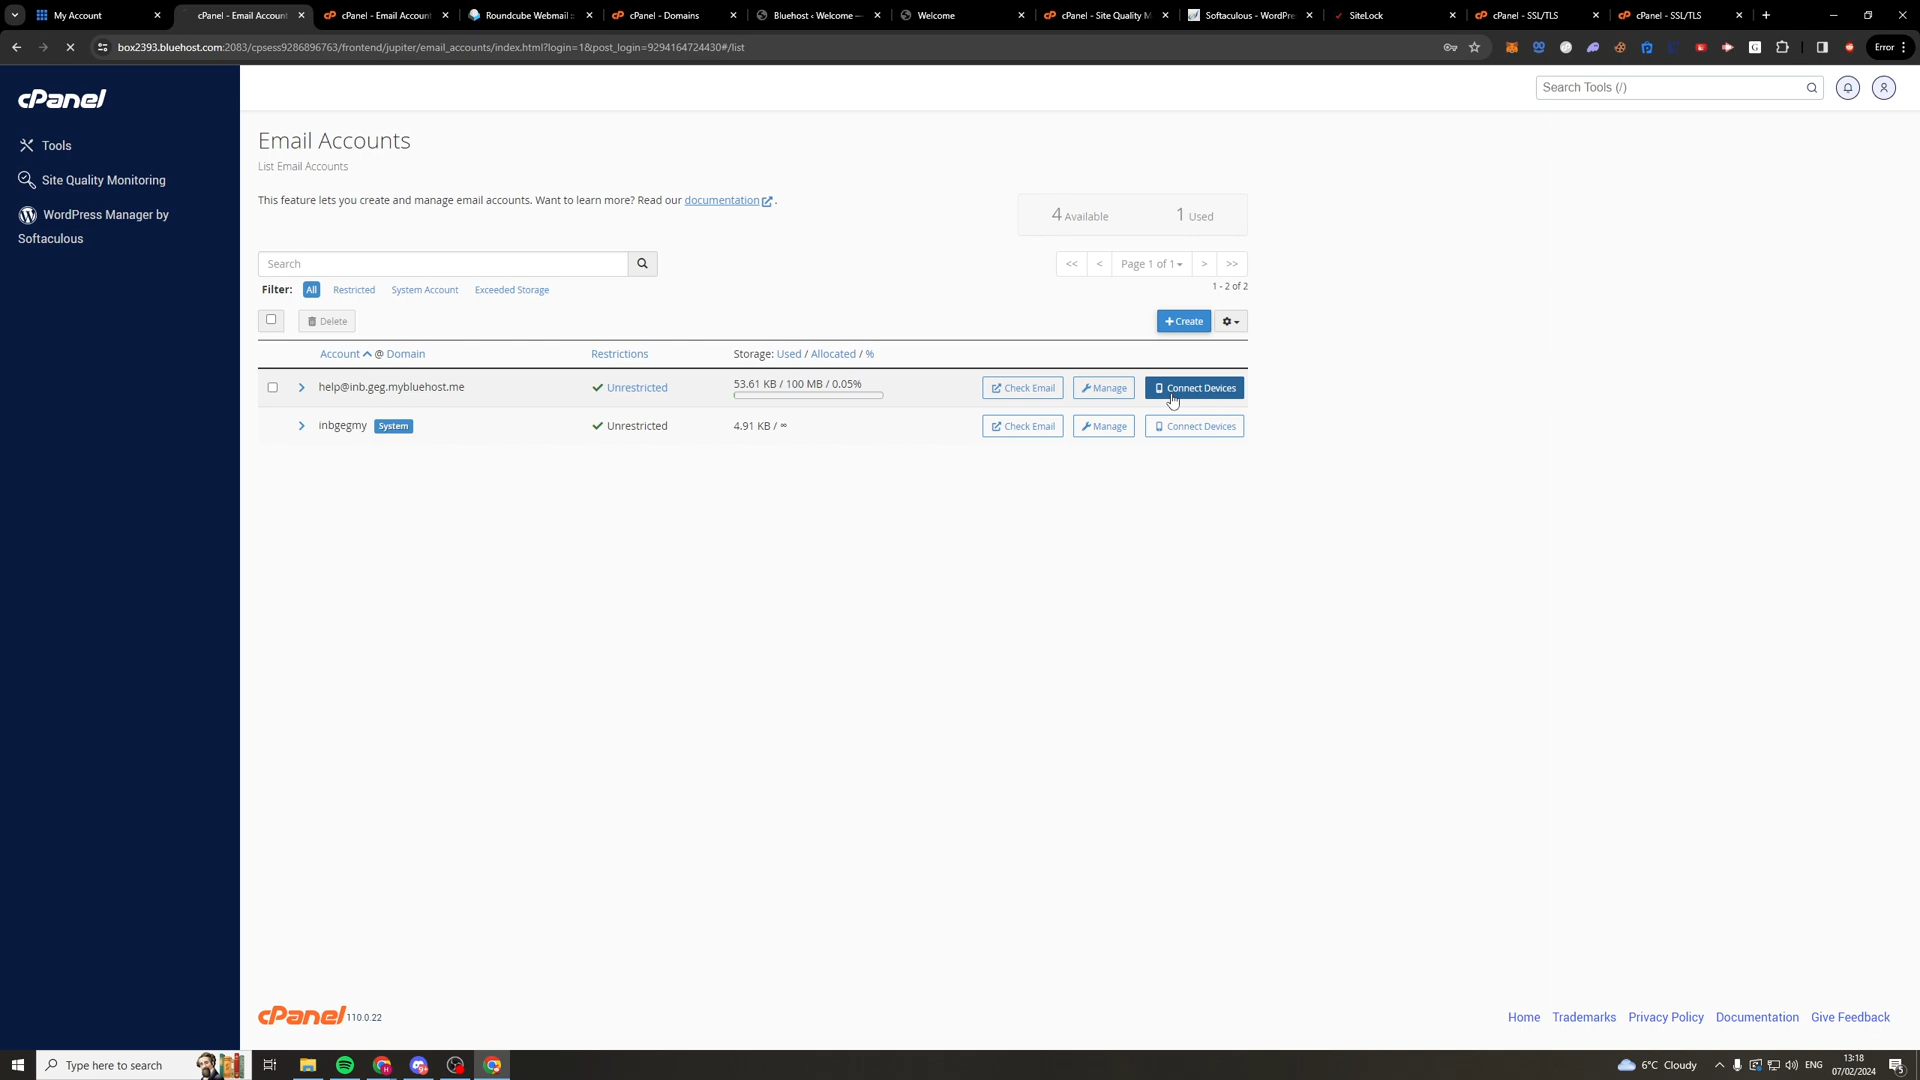 My Account
cPanel - Email Account
cPanel - Email Account
Roundcube Webmail ::
cPanel - Domains
Bluehost ‹ Welcome —
Welcome
cPanel - Site Quality M
Softaculous - WordPre
SiteLock
cPanel - SSL/TLS
cPanel - SSL/TLS
box2393.bluehost.com:2083/cpsess9286896763/frontend/jupiter/email_accounts/index.html?login=1&post_login=9294164724430#/list
Error
cPanel
Search Tools (/)
Tools
Site Quality Monitoring
WordPress Manager by
Softaculous
Email Accounts
List Email Accounts
This feature lets you create and manage email accounts. Want to learn more? Read our documentation.
4 Available
1 Used
Search
<< < Page 1 of 1 > >>
Filter: All Restricted System Account Exceeded Storage
1 - 2 of 2
Delete
+ Create
Account @ Domain Restrictions Storage: Used / Allocated / %
help@inb.geg.mybluehost.me Unrestricted 53.61 KB / 100 MB / 0.05% Check Email Manage Connect Devices
inbgegmy System Unrestricted 4.91 KB / ∞ Check Email Manage Connect Devices
cPanel 110.0.22
Home Trademarks Privacy Policy Documentation Give Feedback
Type here to search
6°C Cloudy
ENG
13:18
07/02/2024
5